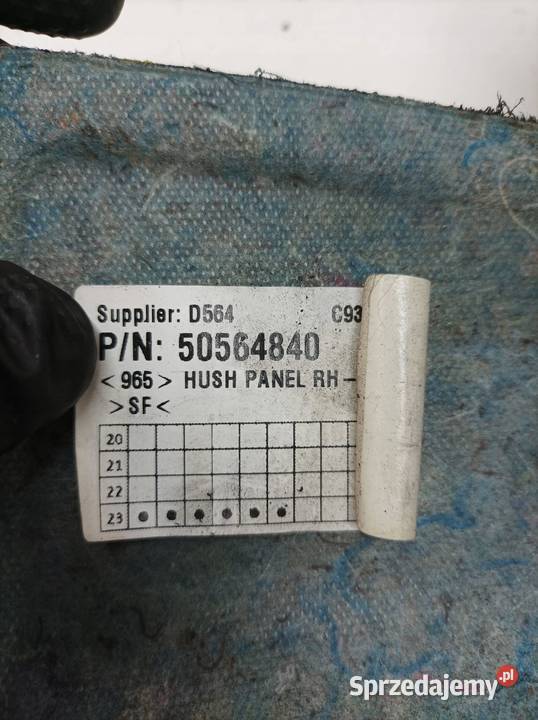 Supplier: D564 C93
P/N: 50564840
<965> HUSH PANEL RH-
>SF<
20
21
22
23
Sprzedajemy.pl